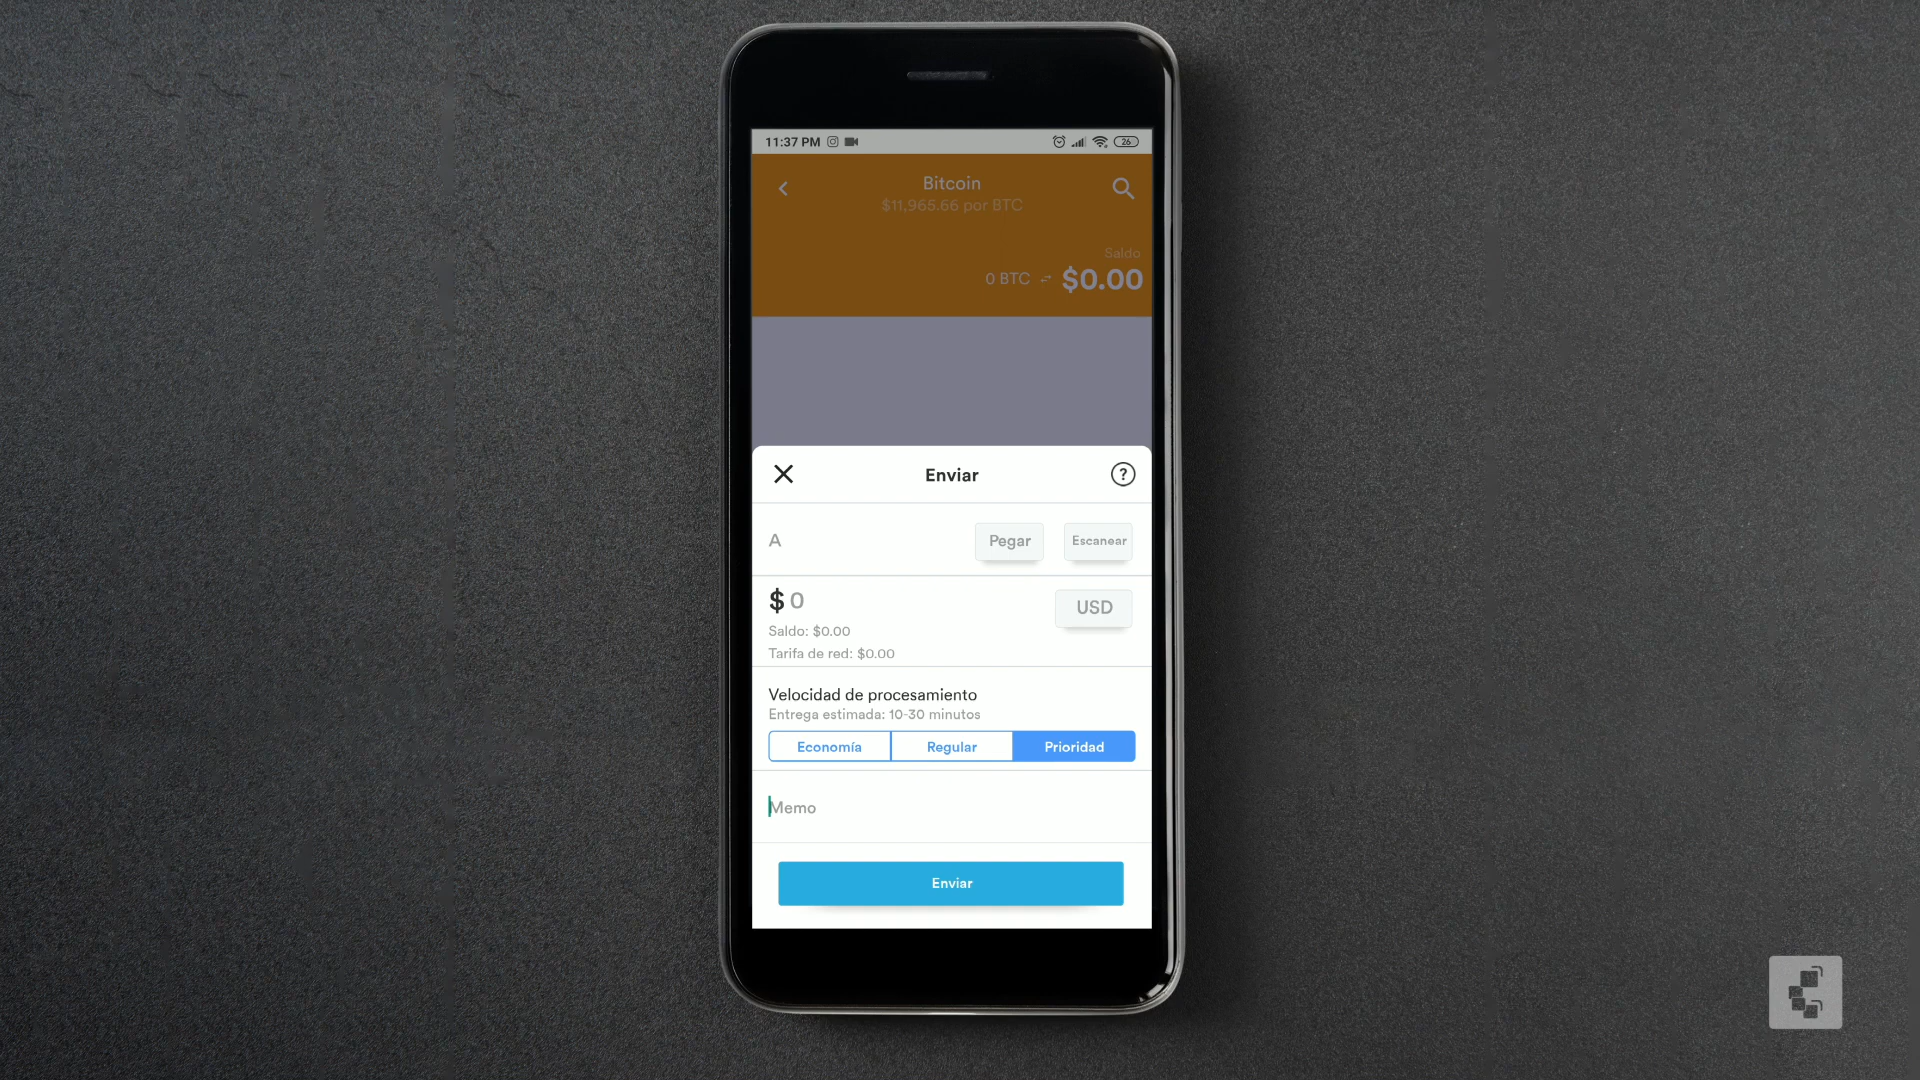 11:37 PM
26
Bitcoin
$11,965.66 por BTC
Saldo
0 BTC $0.00
Enviar
?
A Pegar Escanear
$ 0 USD
Saldo: $0.00
Tarifa de red: $0.00
Velocidad de procesamiento
Entrega estimada: 10-30 minutos
Economía Regular Prioridad
Memo
Enviar